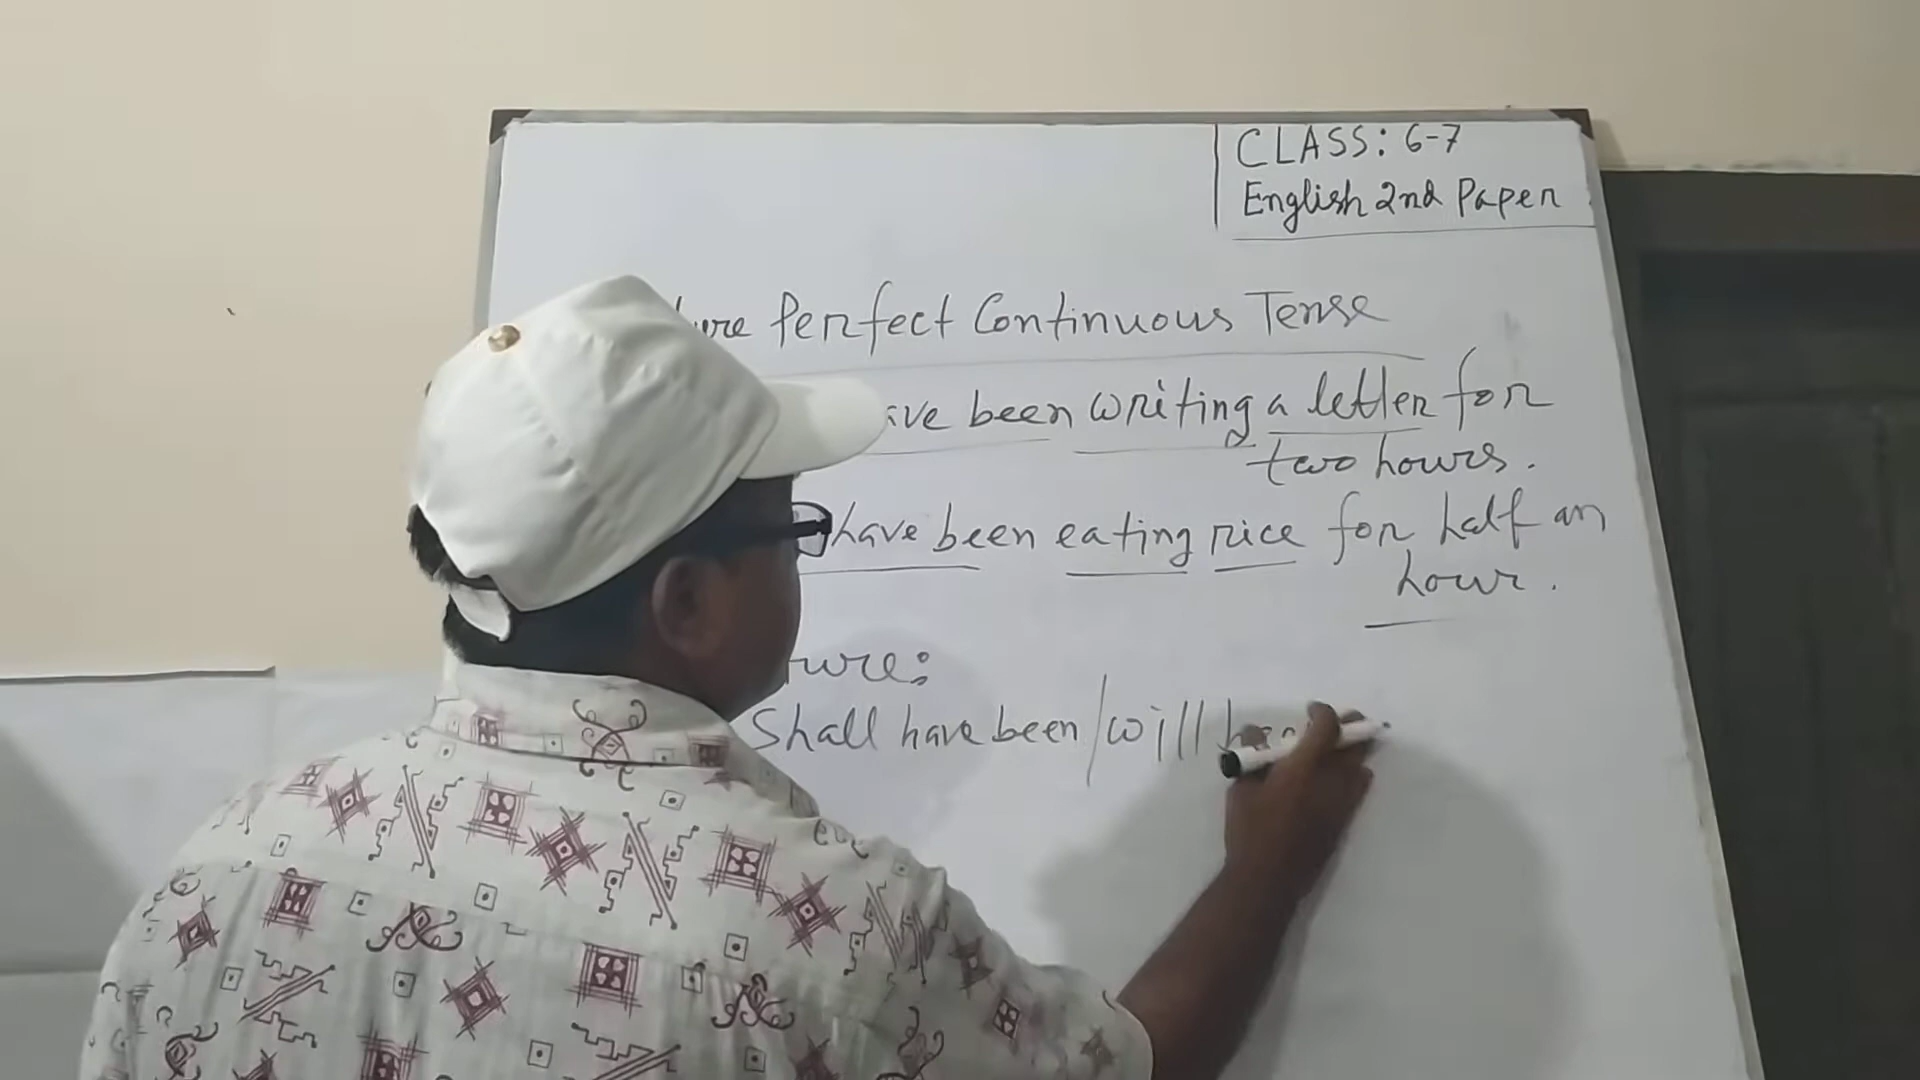 CLASS: 6-7
English 2nd Paper
Perfect Continuous Tense
been writing a letter for
two hours.
have been eating rice for half an
hour.
Shall have been/will